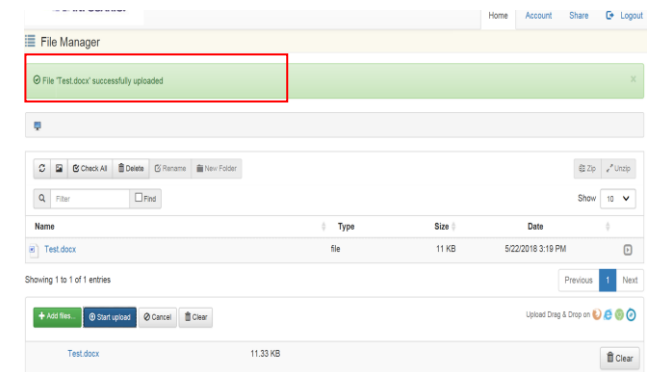 Home Account Share Logout
File Manager
File 'Test.docx' successfully uploaded ×
Check All Delete Rename New Folder Zip Unzip
Filter Find Show 10
Name Type Size Date
Test.docx file 11 KB 5/22/2018 3:19 PM
Showing 1 to 1 of 1 entries Previous 1 Next
Add files... Start upload Cancel Clear Upload Drag & Drop on
Test.docx 11.33 KB Clear